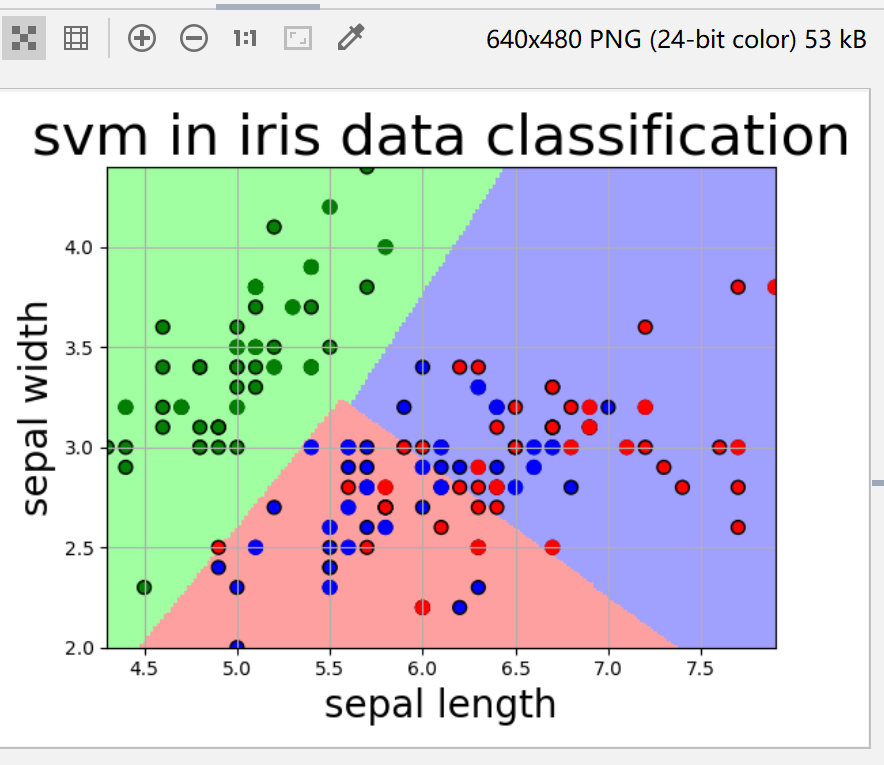 1:1 640x480 PNG (24-bit color) 53 kB
svm in iris data classification
4.0
3.5
3.0
2.5
2.0
sepal width
4.5 5.0 5.5 6.0 6.5 7.0 7.5
sepal length